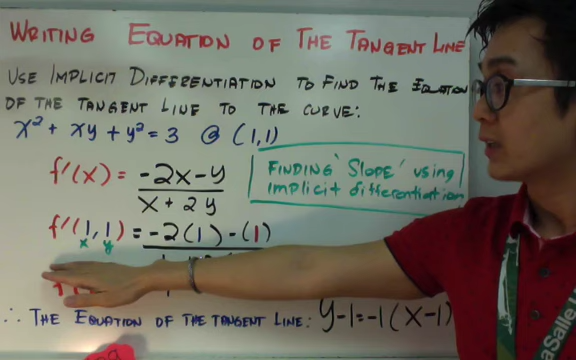 WRITING EQUATION OF THE TANGENT LINE
USE IMPLICIT DIFFERENTIATION TO FIND THE EQUATION
OF THE TANGENT LINE TO THE CURVE:
x² + xy + y² = 3 @ (1,1)
f'(x) = -2x-y / x + 2y
FINDING 'SLOPE' using
implicit differentiation
f'(1,1) = -2(1) - (1)
x y
∴ THE EQUATION OF THE TANGENT LINE: y-1=-1(x-1)
LaSalle